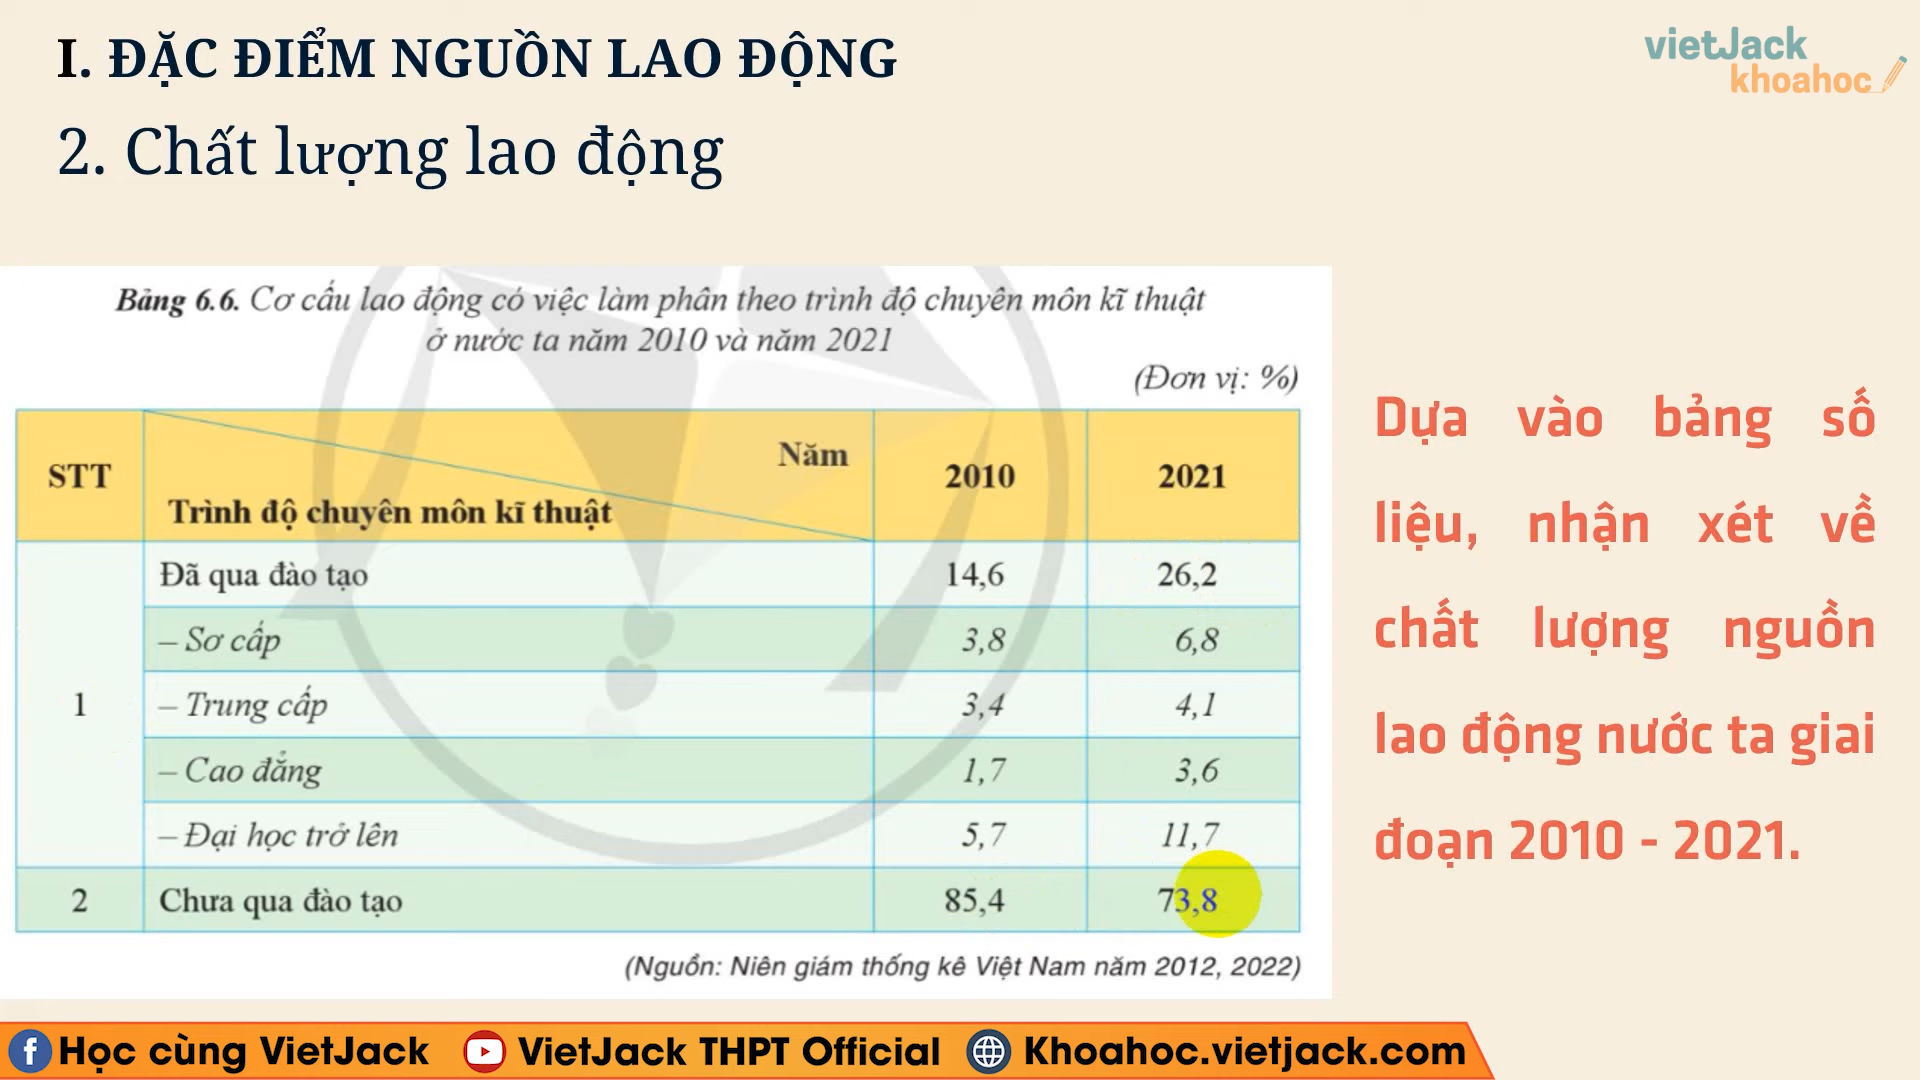 I. ĐẶC ĐIỂM NGUỒN LAO ĐỘNG
vietJack
khoahoc
2. Chất lượng lao động
Bảng 6.6. Cơ cấu lao động có việc làm phân theo trình độ chuyên môn kĩ thuật
ở nước ta năm 2010 và năm 2021
(Đơn vị: %)
STT Năm Trình độ chuyên môn kĩ thuật 2010 2021
1 Đã qua đào tạo 14,6 26,2
– Sơ cấp 3,8 6,8
– Trung cấp 3,4 4,1
– Cao đẳng 1,7 3,6
– Đại học trở lên 5,7 11,7
2 Chưa qua đào tạo 85,4 73,8
(Nguồn: Niên giám thống kê Việt Nam năm 2012, 2022)
Dựa vào bảng số
liệu, nhận xét về
chất lượng nguồn
lao động nước ta giai
đoạn 2010 - 2021.
Học cùng VietJack VietJack THPT Official Khoahoc.vietjack.com